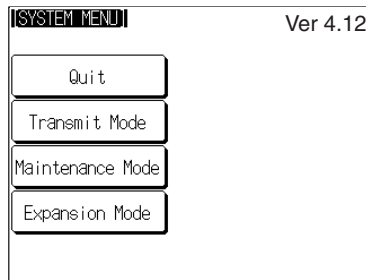 [SYSTEM MENU]
Ver 4.12
Quit
Transmit Mode
Maintenance Mode
Expansion Mode